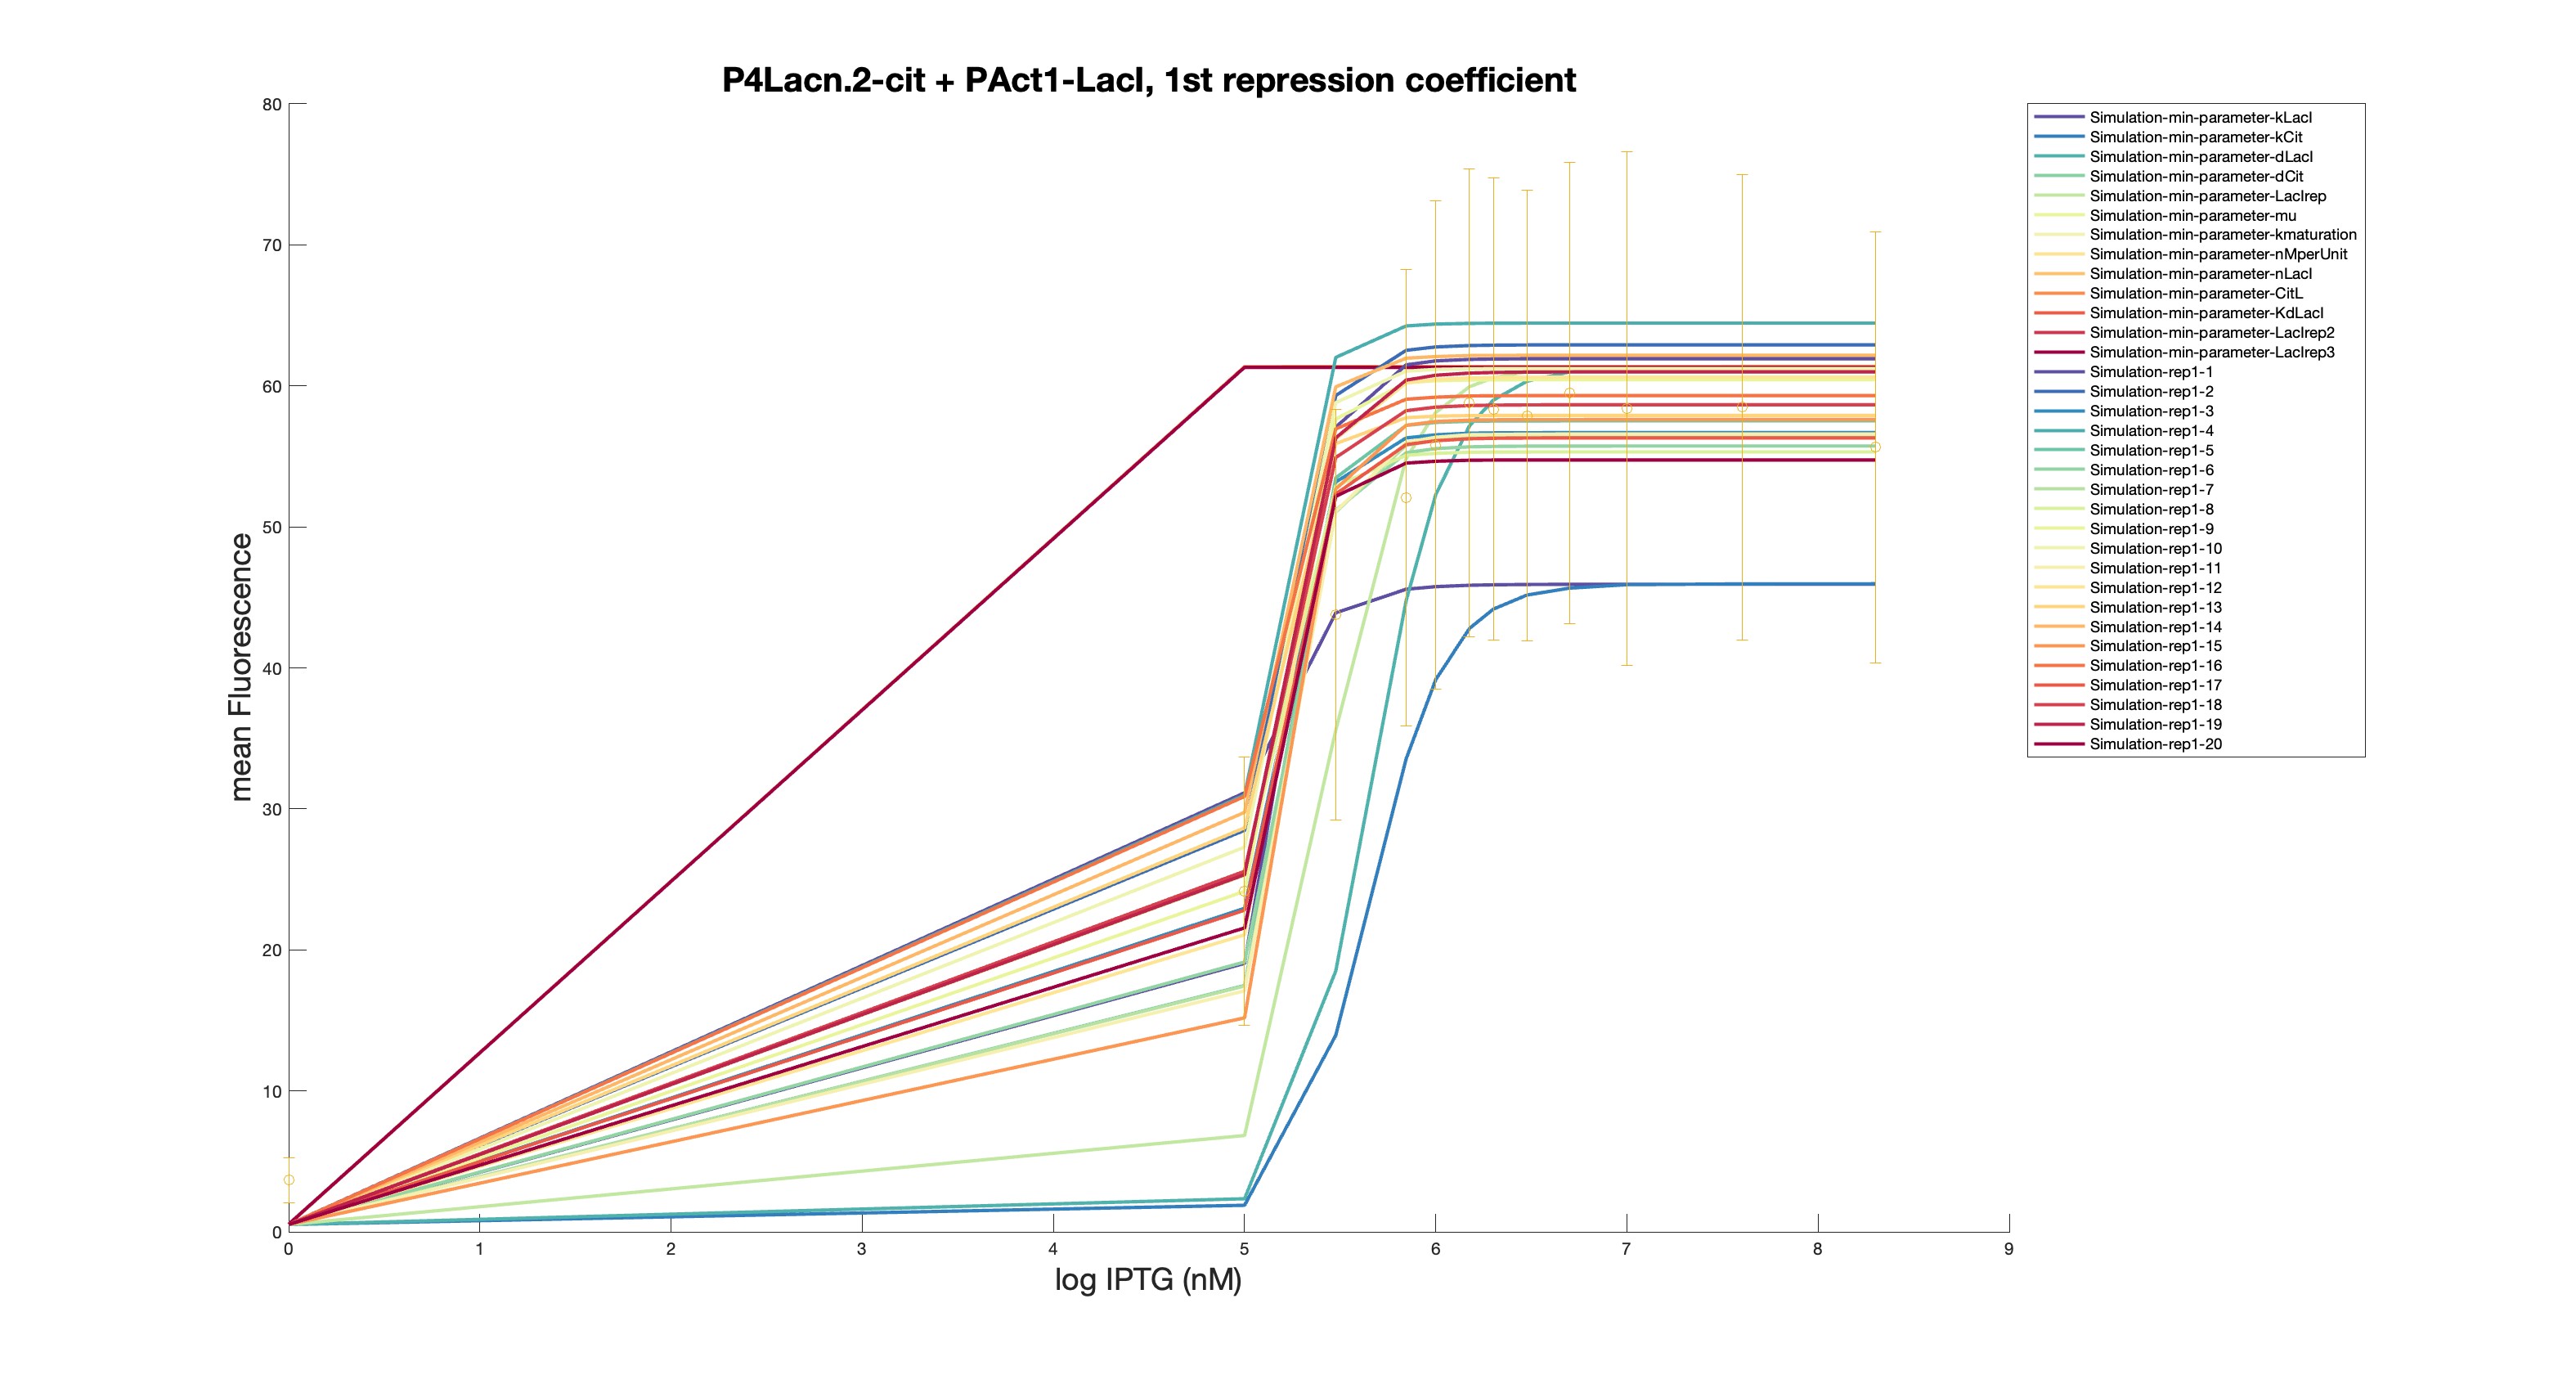 P4Lacn.2-cit + PAct1-LacI, 1st repression coefficient
80
70
60
50
40
30
20
10
0
mean Fluorescence
0 1 2 3 4 5 6 7 8 9
log IPTG (nM)
Simulation-min-parameter-kLacI
Simulation-min-parameter-kCit
Simulation-min-parameter-dLacI
Simulation-min-parameter-dCit
Simulation-min-parameter-LacIrep
Simulation-min-parameter-mu
Simulation-min-parameter-kmaturation
Simulation-min-parameter-nMperUnit
Simulation-min-parameter-nLacI
Simulation-min-parameter-CitL
Simulation-min-parameter-KdLacI
Simulation-min-parameter-LacIrep2
Simulation-min-parameter-LacIrep3
Simulation-rep1-1
Simulation-rep1-2
Simulation-rep1-3
Simulation-rep1-4
Simulation-rep1-5
Simulation-rep1-6
Simulation-rep1-7
Simulation-rep1-8
Simulation-rep1-9
Simulation-rep1-10
Simulation-rep1-11
Simulation-rep1-12
Simulation-rep1-13
Simulation-rep1-14
Simulation-rep1-15
Simulation-rep1-16
Simulation-rep1-17
Simulation-rep1-18
Simulation-rep1-19
Simulation-rep1-20